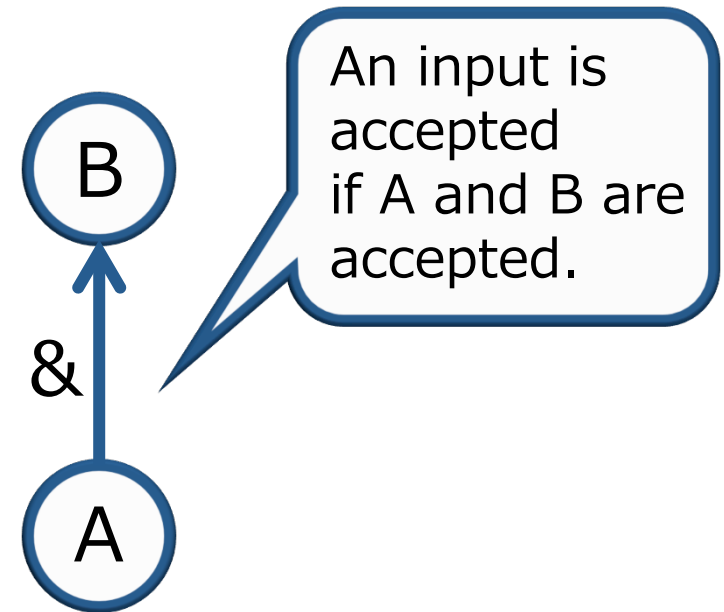 An input is
accepted
if A and B are
accepted.
B
&
A